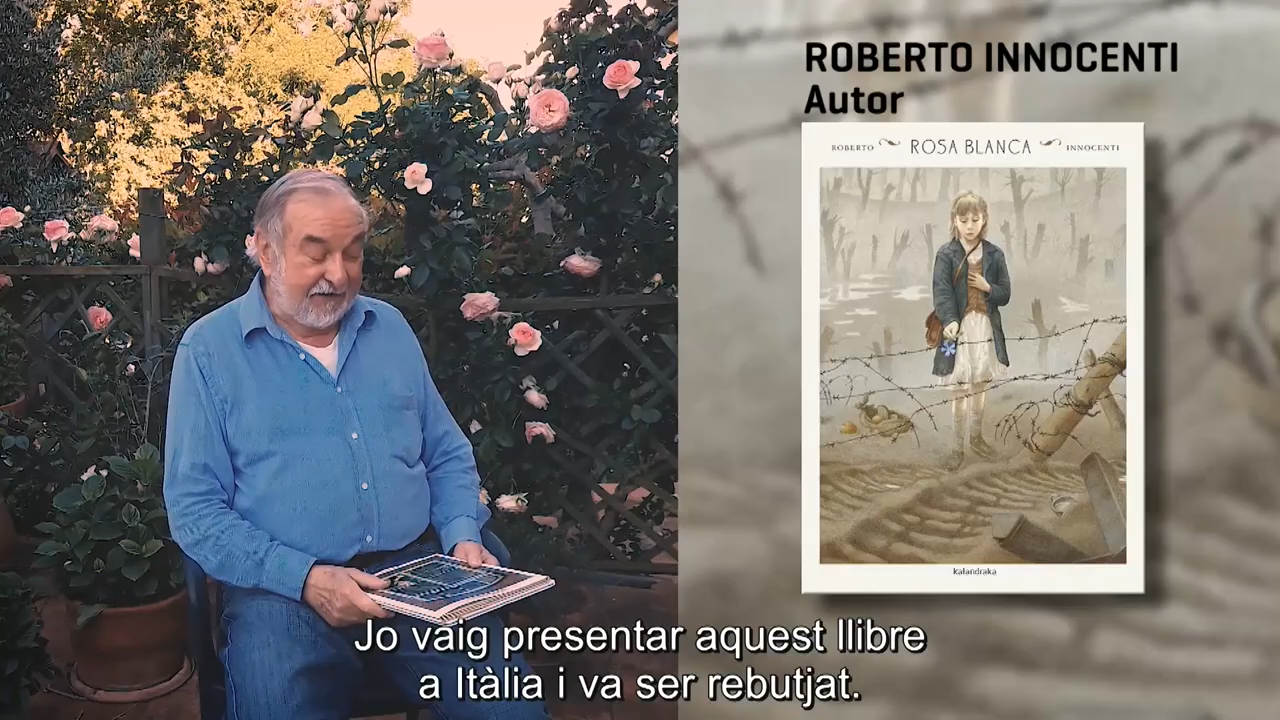 ROBERTO INNOCENTI
Autor
ROBERTO ROSA BLANCA INNOCENTI
kalandraka
Jo vaig presentar aquest llibre
a Itàlia i va ser rebutjat.